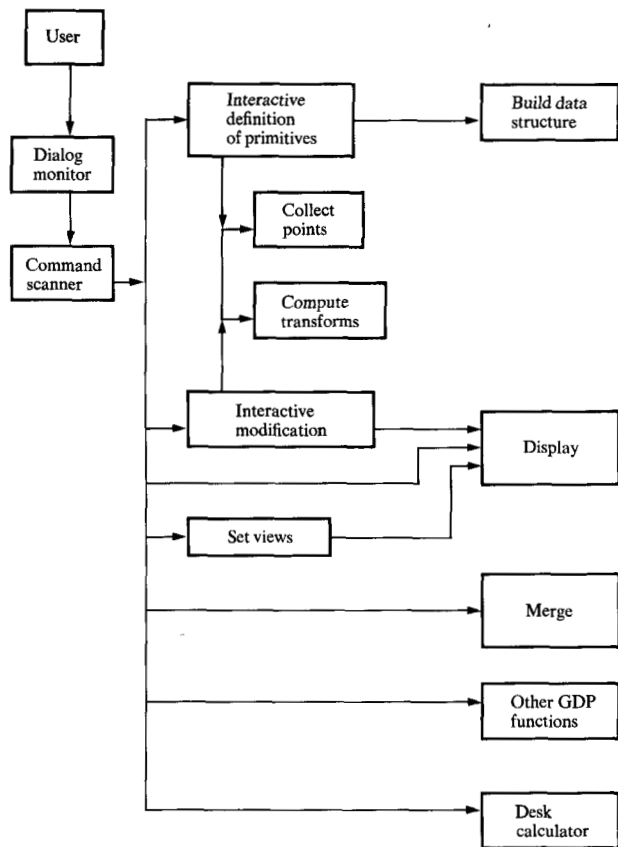 User
Dialog
monitor
Command
scanner
Interactive
definition
of primitives
Build data
structure
Collect
points
Compute
transforms
Interactive
modification
Display
Set views
Merge
Other GDP
functions
Desk
calculator